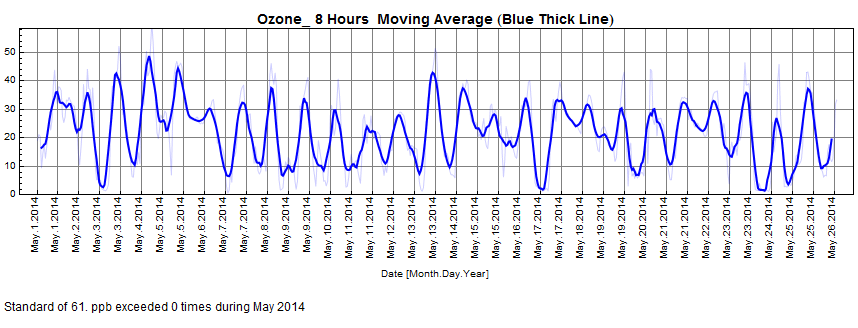 Ozone_ 8 Hours Moving Average (Blue Thick Line)
50
40
30
20
10
0
May.1.2014
May.1.2014
May.2.2014
May.3.2014
May.3.2014
May.4.2014
May.5.2014
May.5.2014
May.6.2014
May.7.2014
May.7.2014
May.8.2014
May.9.2014
May.9.2014
May.10.2014
May.11.2014
May.11.2014
May.12.2014
May.13.2014
May.13.2014
May.14.2014
May.15.2014
May.15.2014
May.16.2014
May.17.2014
May.17.2014
May.18.2014
May.19.2014
May.19.2014
May.20.2014
May.21.2014
May.21.2014
May.22.2014
May.23.2014
May.23.2014
May.24.2014
May.25.2014
May.25.2014
May.26.2014
Date [Month.Day.Year]
Standard of 61. ppb exceeded 0 times during May 2014